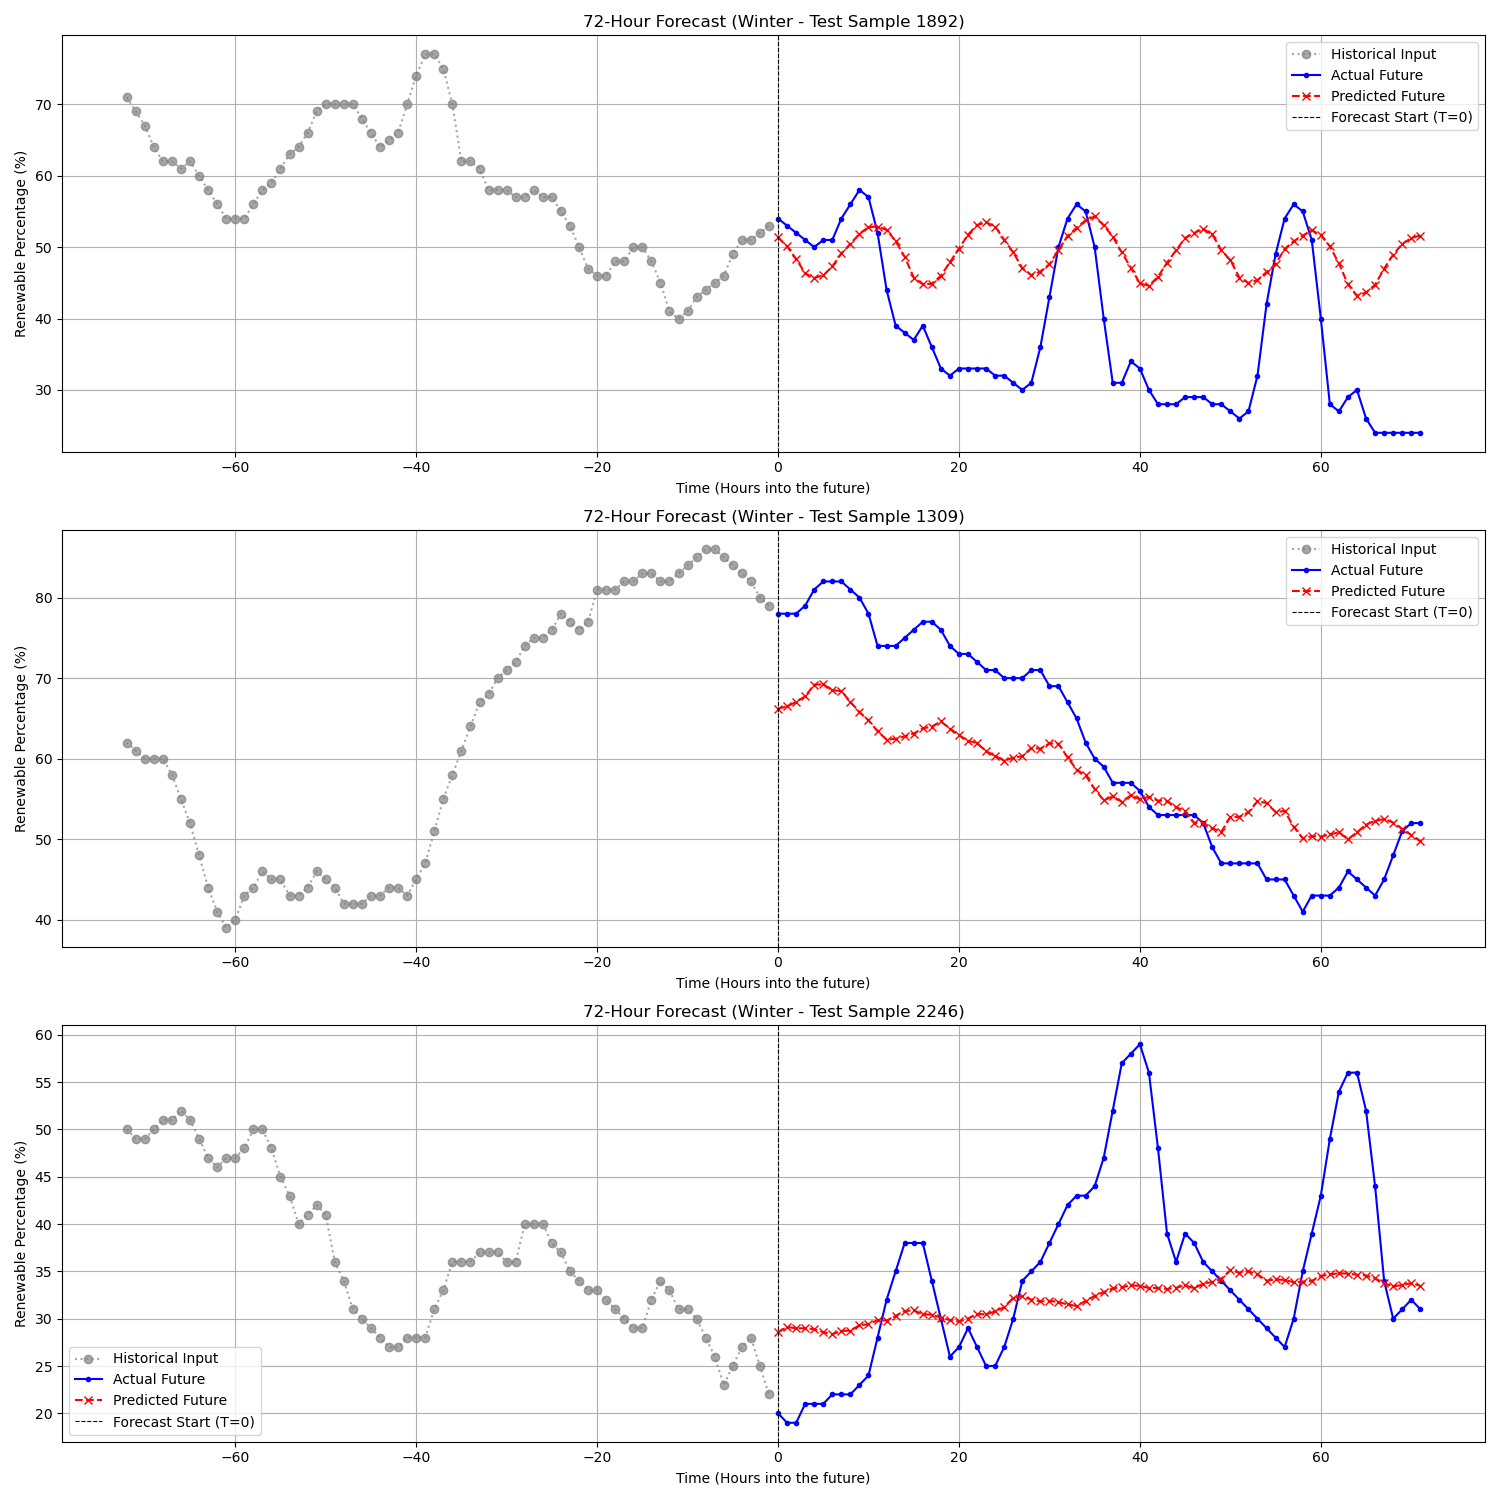 72-Hour Forecast (Winter - Test Sample 1892)
Renewable Percentage (%)
70
60
50
40
30
Historical Input
Actual Future
Predicted Future
Forecast Start (T=0)
−60
−40
−20
0
20
40
60
Time (Hours into the future)
72-Hour Forecast (Winter - Test Sample 1309)
Renewable Percentage (%)
80
70
60
50
40
Historical Input
Actual Future
Predicted Future
Forecast Start (T=0)
−60
−40
−20
0
20
40
60
Time (Hours into the future)
72-Hour Forecast (Winter - Test Sample 2246)
Renewable Percentage (%)
60
55
50
45
40
35
30
25
20
Historical Input
Actual Future
Predicted Future
Forecast Start (T=0)
−60
−40
−20
0
20
40
60
Time (Hours into the future)